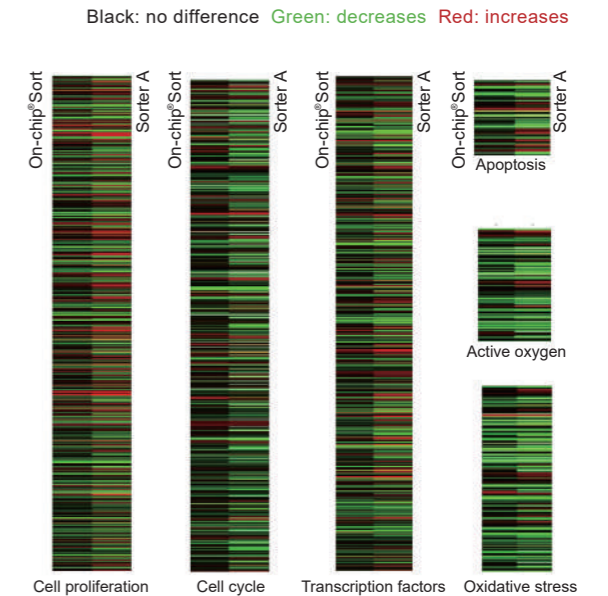 Black: no difference Green: decreases Red: increases
On-chip®Sort
Sorter A
On-chip®Sort
Sorter A
On-chip®Sort
Sorter A
On-chip®Sort
Sorter A
Apoptosis
Active oxygen
Cell proliferation
Cell cycle
Transcription factors
Oxidative stress